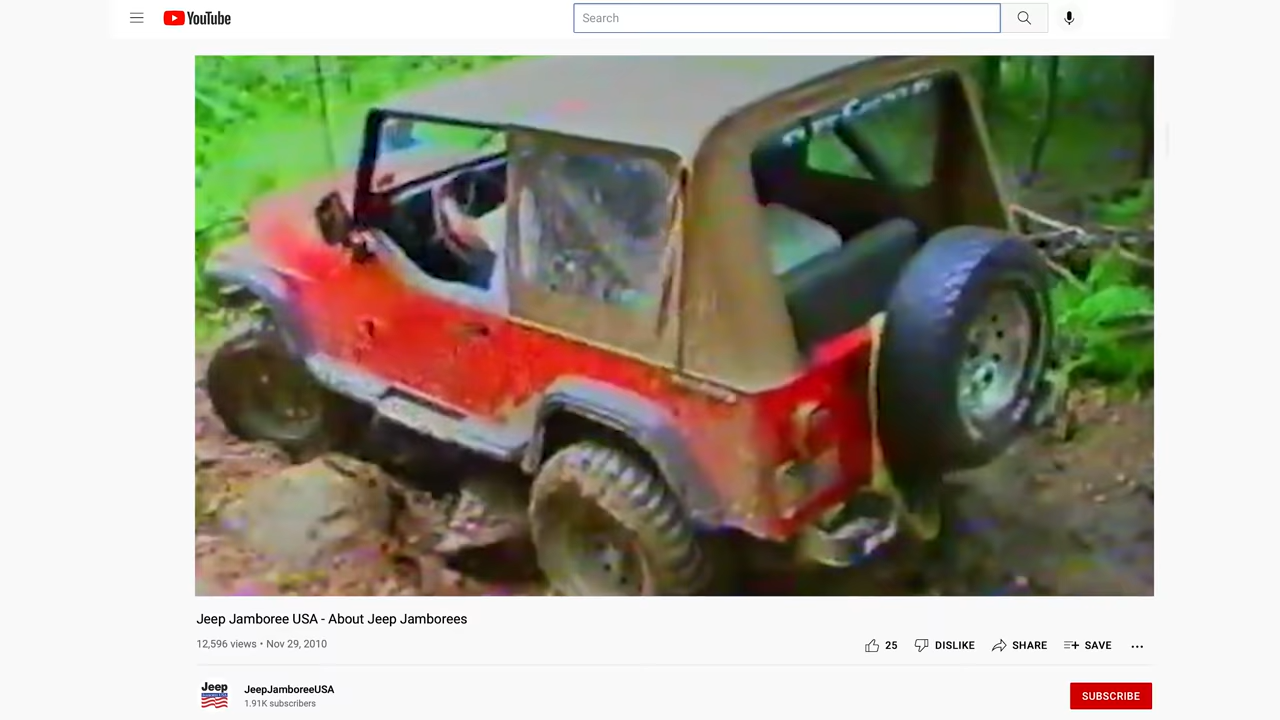 YouTube
Search
Jeep Jamboree USA - About Jeep Jamborees
12,596 views • Nov 29, 2010
25 DISLIKE SHARE SAVE
Jeep
JeepJamboreeUSA
1.91K subscribers
SUBSCRIBE